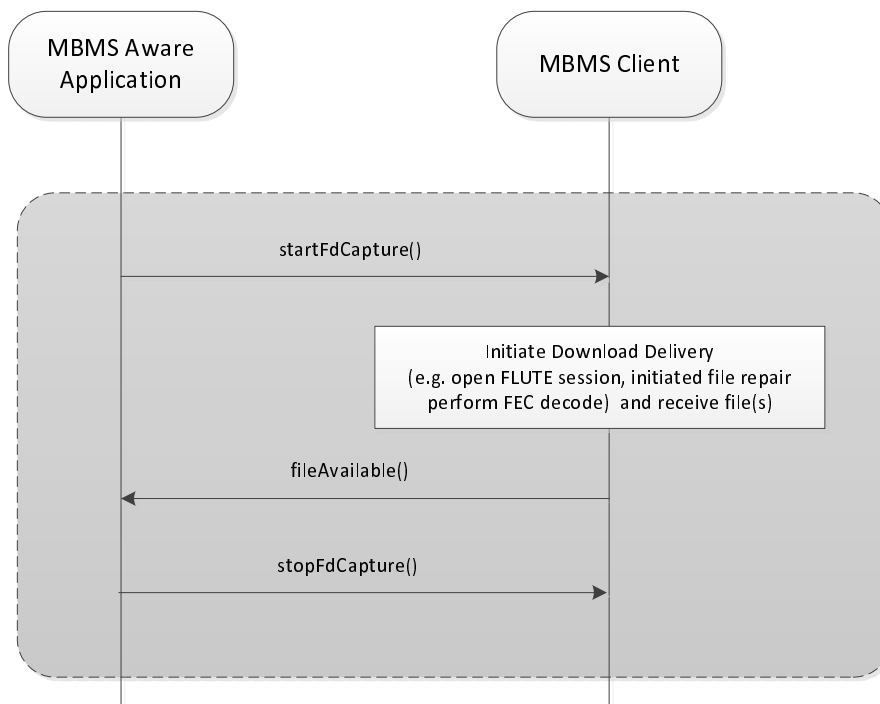 MBMS Aware
Application
MBMS Client
startFdCapture()
Initiate Download Delivery
(e.g. open FLUTE session, initiated file repair
perform FEC decode) and receive file(s)
fileAvailable()
stopFdCapture()